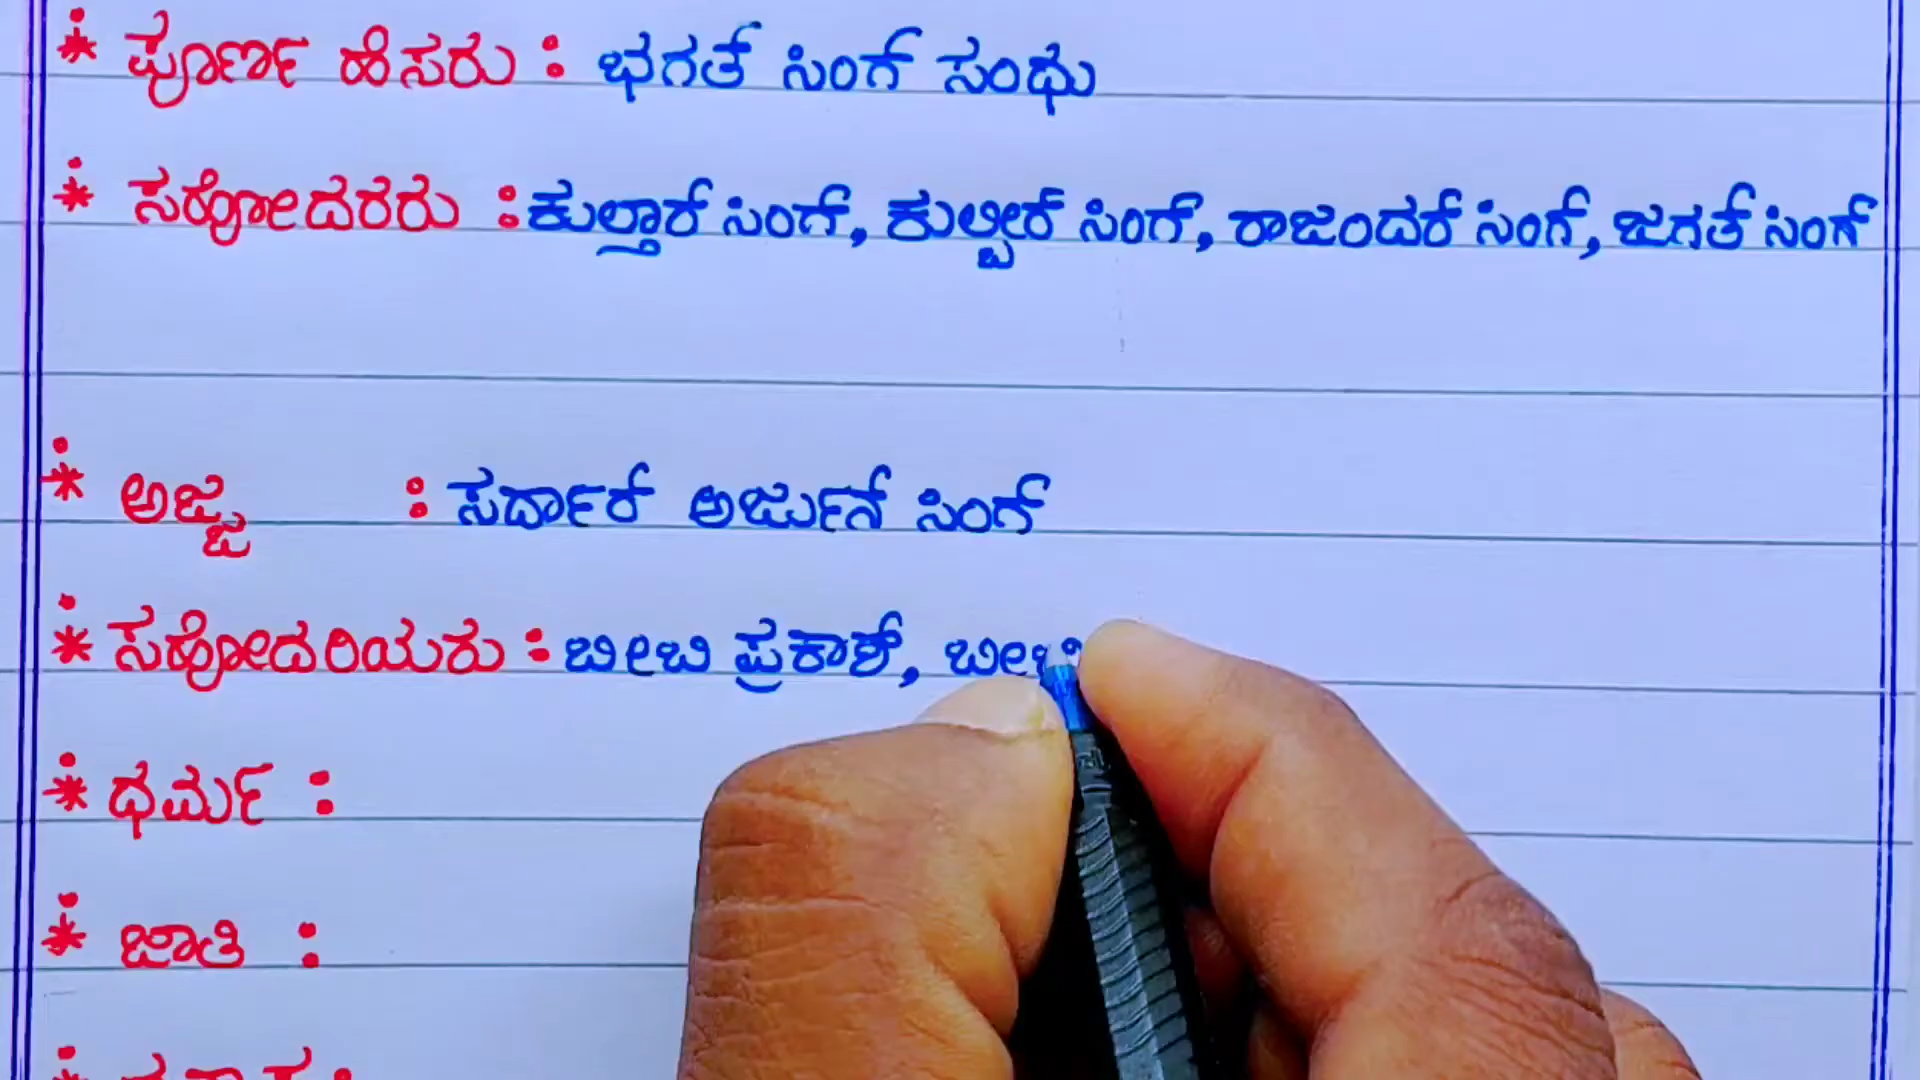 * ಪೂರ್ಣ ಹೆಸರು : ಭಗತ್ ಸಿಂಗ್ ಸಂಧು
* ಸಹೋದರರು : ಕುಲ್ತಾರ್ ಸಿಂಗ್, ಕುಲ್ಬೀರ್ ಸಿಂಗ್, ರಾಜಂದರ್ ಸಿಂಗ್, ಜಗತ್ ಸಿಂಗ್
* ಅಜ್ಜ : ಸರ್ದಾರ್ ಅರ್ಜುನ್ ಸಿಂಗ್
* ಸಹೋದರಿಯರು : ಬೀಬಿ ಪ್ರಕಾಶ್, ಬೀಬಿ
* ಧರ್ಮ :
* ಜಾತಿ :